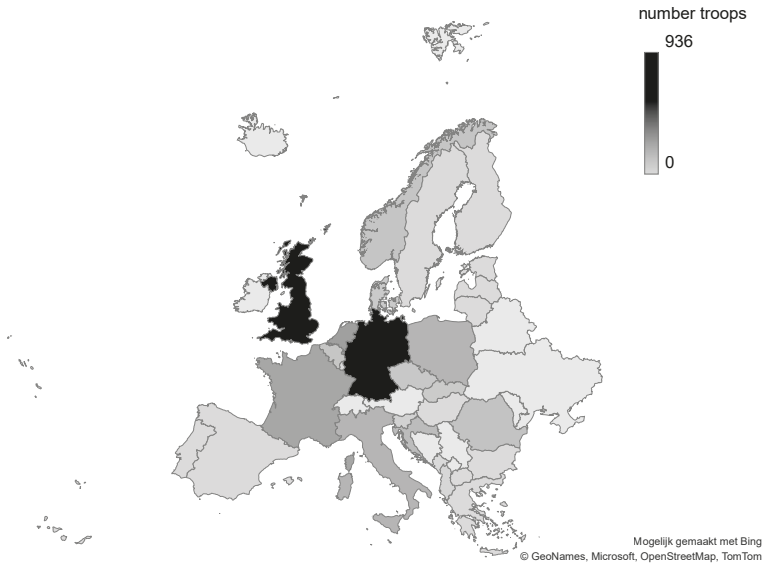 number troops
936
0
Mogelijk gemaakt met Bing
© GeoNames, Microsoft, OpenStreetMap, TomTom